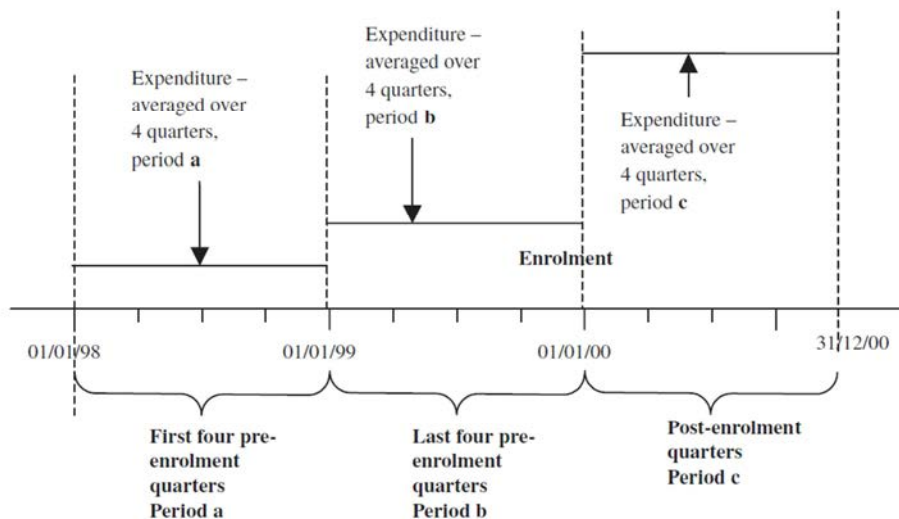 Expenditure –
averaged over
4 quarters,
period a
Expenditure –
averaged over
4 quarters,
period b
Expenditure –
averaged over
4 quarters,
period c
Enrolment
01/01/98
01/01/99
01/01/00
31/12/00
First four pre-
enrolment
quarters
Period a
Last four pre-
enrolment
quarters
Period b
Post-enrolment
quarters
Period c